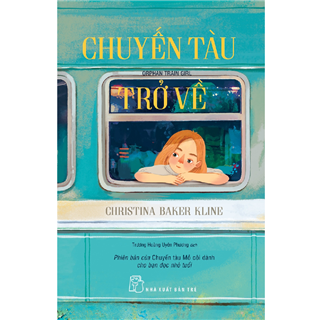 CHUYẾN TÀU
ORPHAN TRAIN GIRL
TRỞ VỀ
CHRISTINA BAKER KLINE
Trương Hoàng Uyên Phương dịch
Phiên bản của Chuyến tàu Mồ côi dành
cho bạn đọc nhỏ tuổi
NHÀ XUẤT BẢN TRẺ